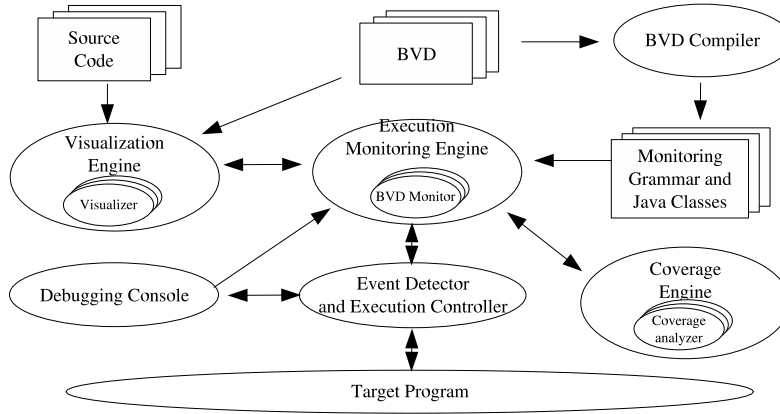 Source
Code
BVD
BVD Compiler
Visualization
Engine
Visualizer
Execution
Monitoring Engine
BVD Monitor
Monitoring
Grammar and
Java Classes
Debugging Console
Event Detector
and Execution Controller
Coverage
Engine
Coverage
analyzer
Target Program